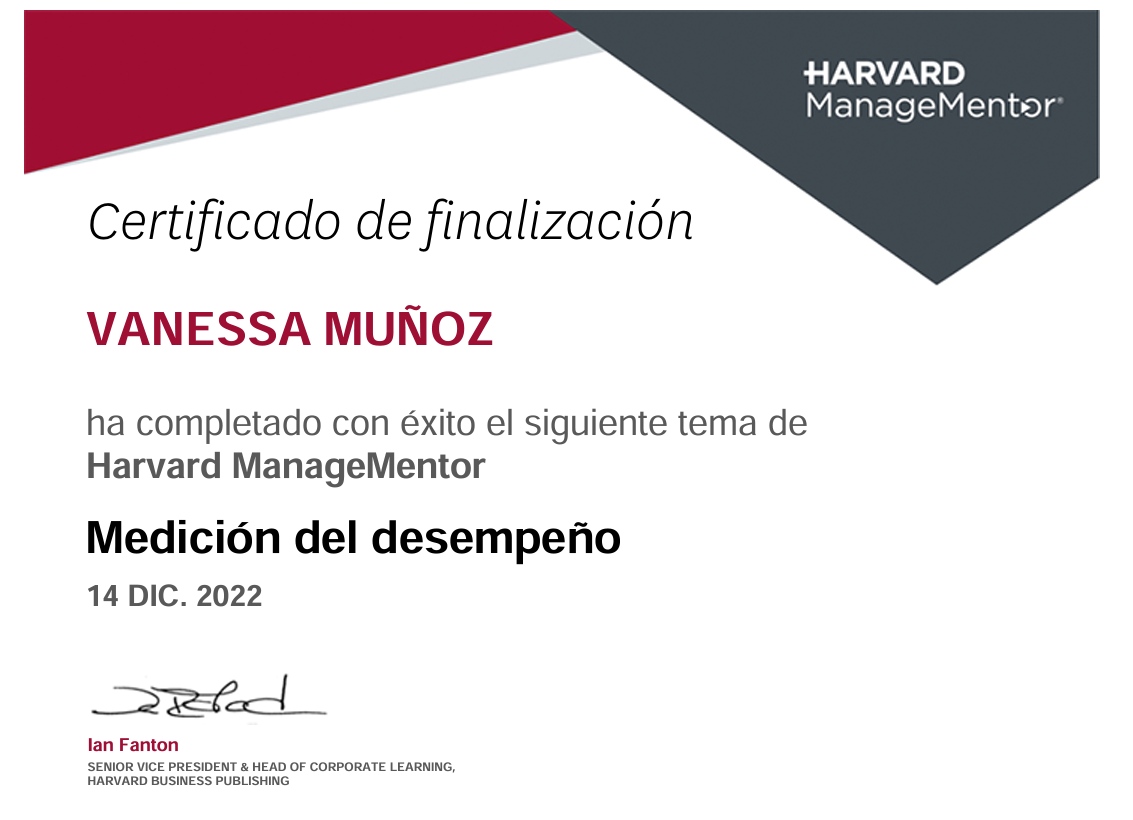 HARVARD
ManageMentor®
Certificado de finalización
VANESSA MUÑOZ
ha completado con éxito el siguiente tema de
Harvard ManageMentor
Medición del desempeño
14 DIC. 2022
Ian Fanton
SENIOR VICE PRESIDENT & HEAD OF CORPORATE LEARNING,
HARVARD BUSINESS PUBLISHING